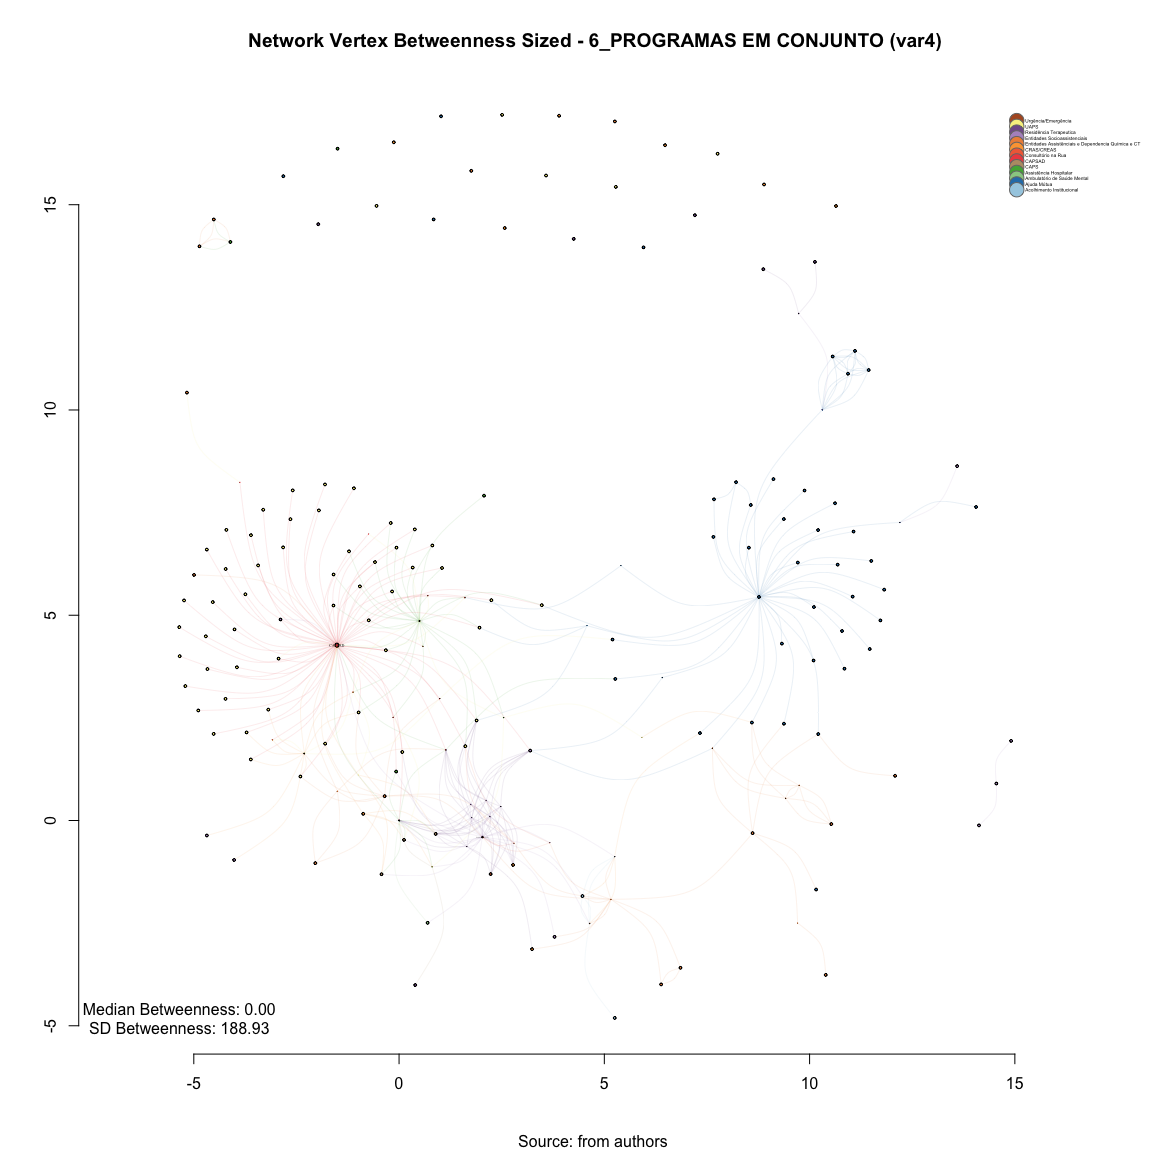 Network Vertex Betweenness Sized - 6_PROGRAMAS EM CONJUNTO (var4)
Urgência/Emergência
UAPS
Residência Terapeutica
Entidades Socioassistenciais
Entidades Assistênciais e Dependencia Química e CT
CRAS/CREAS
Consultório na Rua
CAPSAD
CAPS
Assistência Hospitalar
Ambulatório de Saúde Mental
Ajuda Mútua
Acolhimento Institucional
15
10
5
0
-5
Median Betweenness: 0.00
SD Betweenness: 188.93
-5 0 5 10 15
Source: from authors